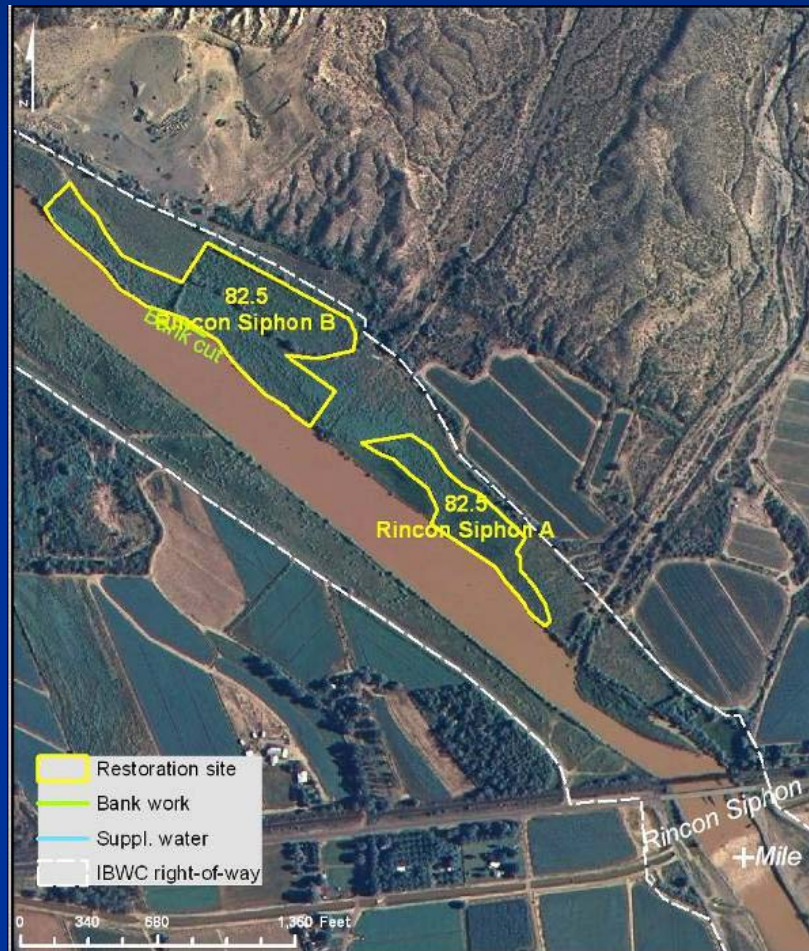 N
82.5
Rincon Siphon B
Bank cut
82.5
Rincon Siphon A
Restoration site
Bank work
Suppl. water
IBWC right-of-way
Rincon Siphon
Mile
0 340 680 1,360 Feet